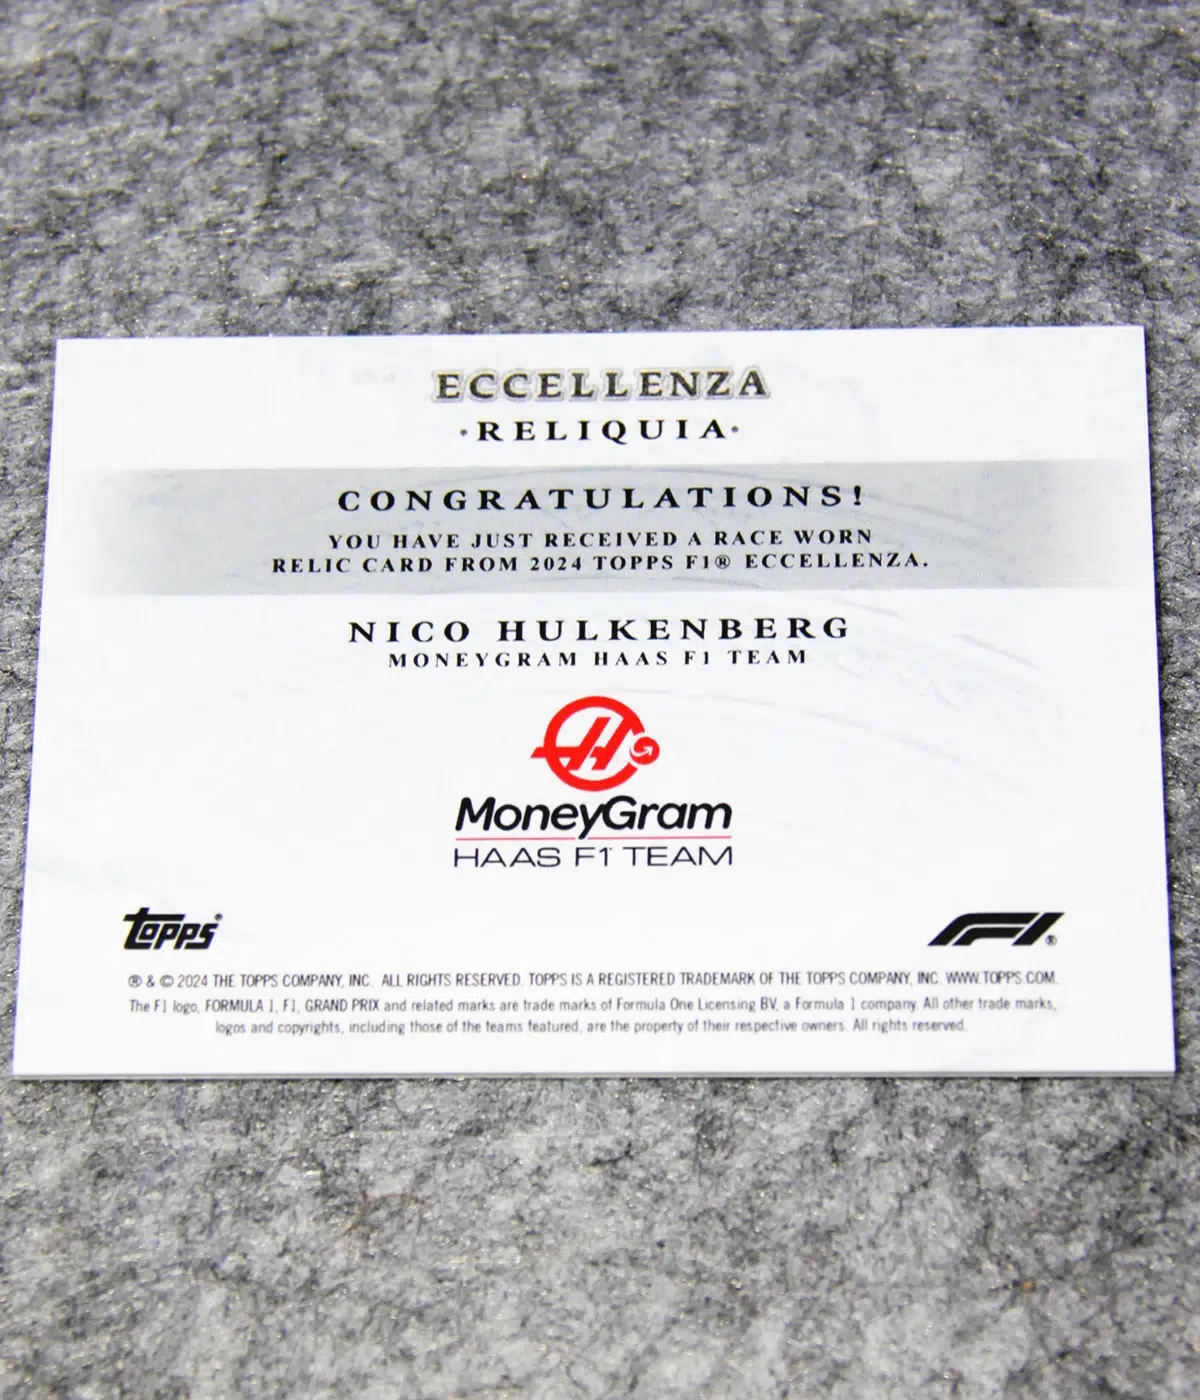 ECCELLENZA
·RELIQUIA·
CONGRATULATIONS!
YOU HAVE JUST RECEIVED A RACE WORN
RELIC CARD FROM 2024 TOPPS F1® ECCELLENZA.
NICO HULKENBERG
MONEYGRAM HAAS F1 TEAM
MoneyGram
HAAS F1 TEAM
TOPPS® F1®
® & © 2024 THE TOPPS COMPANY, INC. ALL RIGHTS RESERVED. TOPPS IS A REGISTERED TRADEMARK OF THE TOPPS COMPANY, INC. WWW.TOPPS.COM.
The F1 logo, FORMULA 1, F1, GRAND PRIX and related marks are trade marks of Formula One Licensing BV, a Formula 1 company. All other trade marks,
logos and copyrights, including those of the teams featured, are the property of their respective owners. All rights reserved.